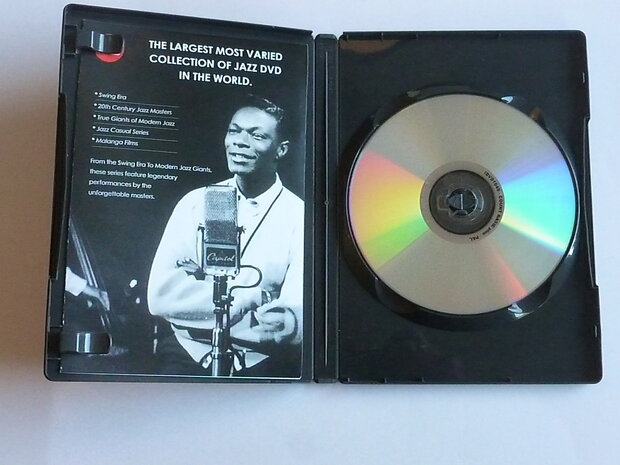 THE LARGEST MOST VARIED
COLLECTION OF JAZZ DVD
IN THE WORLD.
* Swing Era
* 20th Century Jazz Masters
* True Giants of Modern Jazz
* Jazz Casual Series
* Malanga Films
From the Swing Era To Modern Jazz Giants,
these series feature legendary
performances by the
unforgettable masters.
Capitol